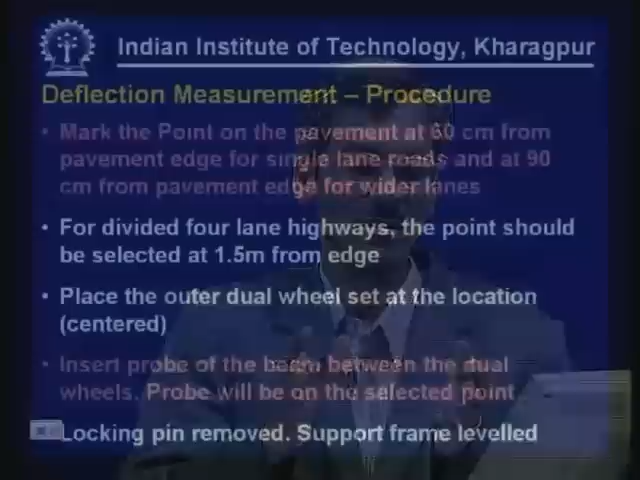 Indian Institute of Technology, Kharagpur
Deflection Measurement – Procedure
• Mark the Point on the pavement at 60 cm from
pavement edge for single lane roads and at 90
cm from pavement edge for wider lanes
• For divided four lane highways, the point should
be selected at 1.5m from edge
• Place the outer dual wheel set at the location
(centered)
• Insert probe of the beam between the dual
wheels. Probe will be on the selected point
Locking pin removed. Support frame levelled